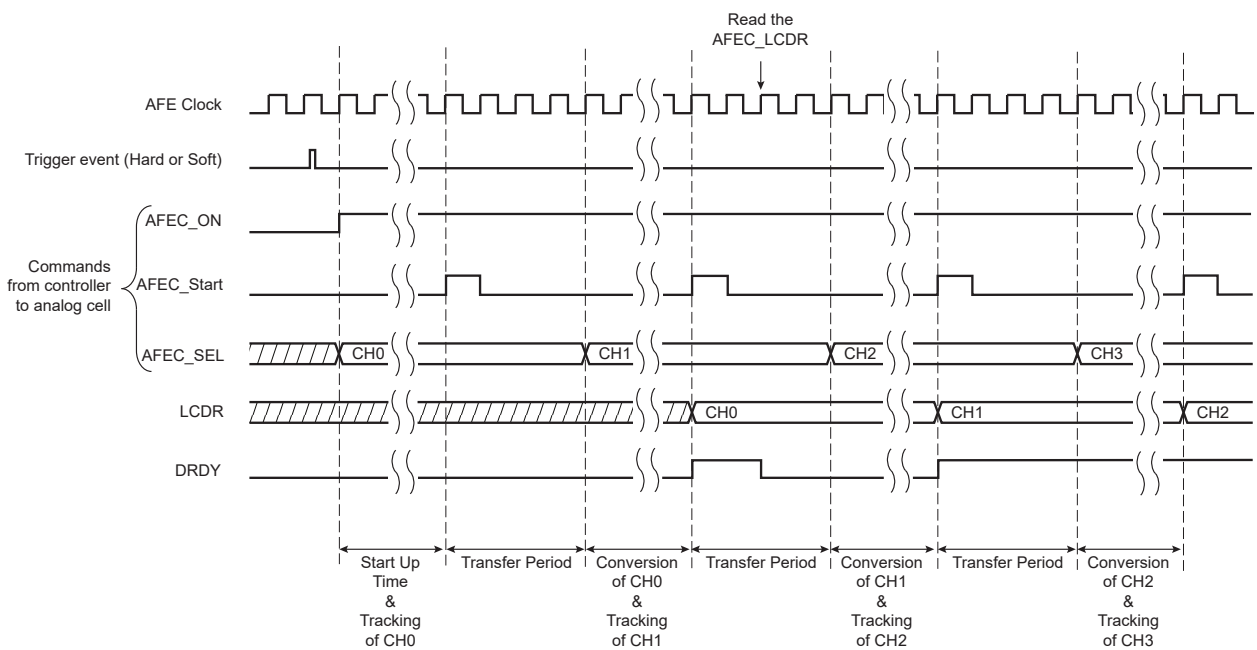 Read the
AFEC_LCDR
AFE Clock
Trigger event (Hard or Soft)
AFEC_ON
Commands
from controller
to analog cell
AFEC_Start
AFEC_SEL
CH0
CH1
CH2
CH3
LCDR
CH0
CH1
CH2
DRDY
Start Up
Time
&
Tracking
of CH0
Transfer Period
Conversion
of CH0
&
Tracking
of CH1
Transfer Period
Conversion
of CH1
&
Tracking
of CH2
Transfer Period
Conversion
of CH2
&
Tracking
of CH3